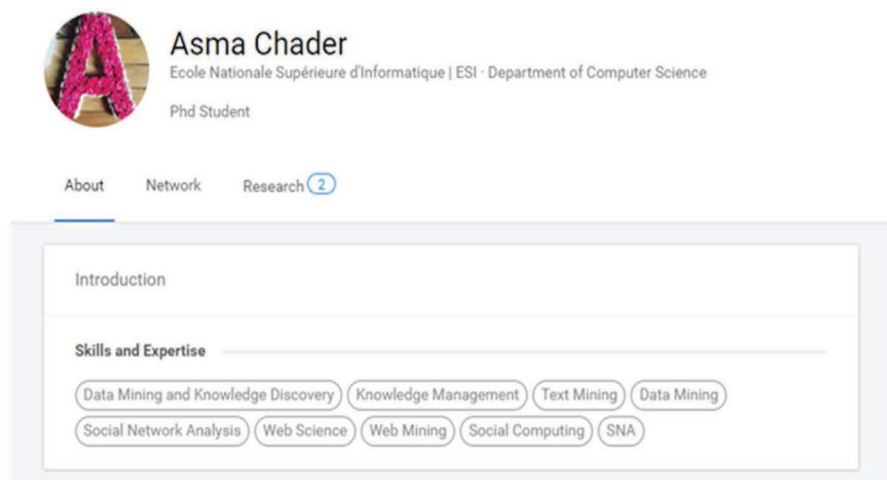 Asma Chader
Ecole Nationale Supérieure d'Informatique | ESI · Department of Computer Science
Phd Student
About Network Research 2
Introduction
Skills and Expertise
Data Mining and Knowledge Discovery Knowledge Management Text Mining Data Mining
Social Network Analysis Web Science Web Mining Social Computing SNA